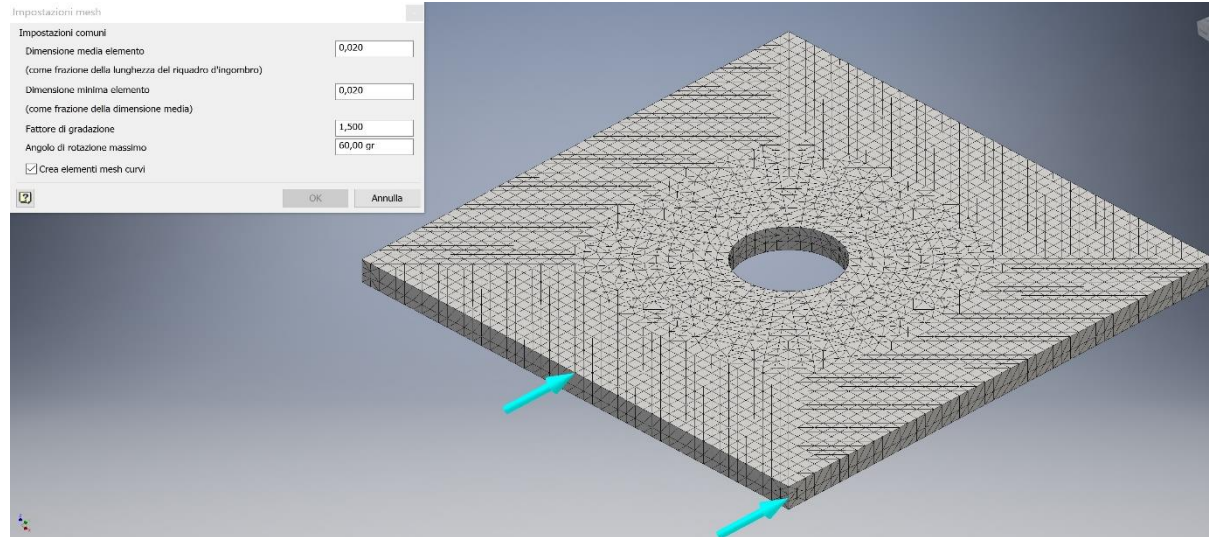 Impostazioni mesh
Impostazioni comuni
Dimensione media elemento 0,020
(come frazione della lunghezza del riquadro d'ingombro)
Dimensione minima elemento 0,020
(come frazione della dimensione media)
Fattore di gradazione 1,500
Angolo di rotazione massimo 60,00 gr
Crea elementi mesh curvi
OK Annulla